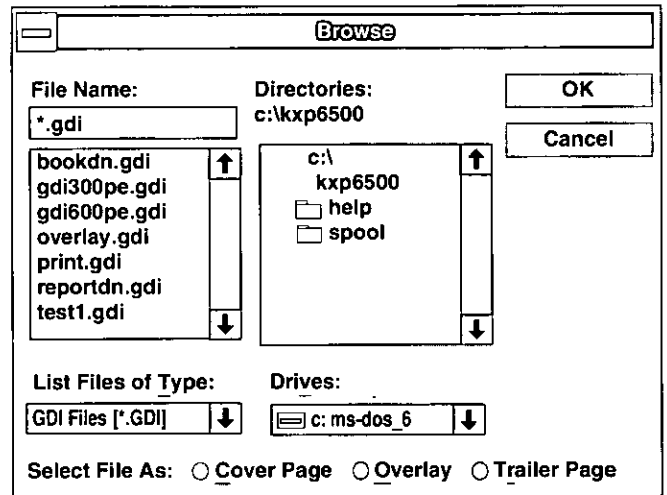 Browse
File Name:
*.gdi
bookdn.gdi
gdi300pe.gdi
gdi600pe.gdi
overlay.gdi
print.gdi
reportdn.gdi
test1.gdi
Directories:
c:\kxp6500
c:\
kxp6500
help
spool
OK
Cancel
List Files of Type:
GDI Files [*.GDI]
Drives:
c: ms-dos_6
Select File As: Cover Page Overlay Trailer Page